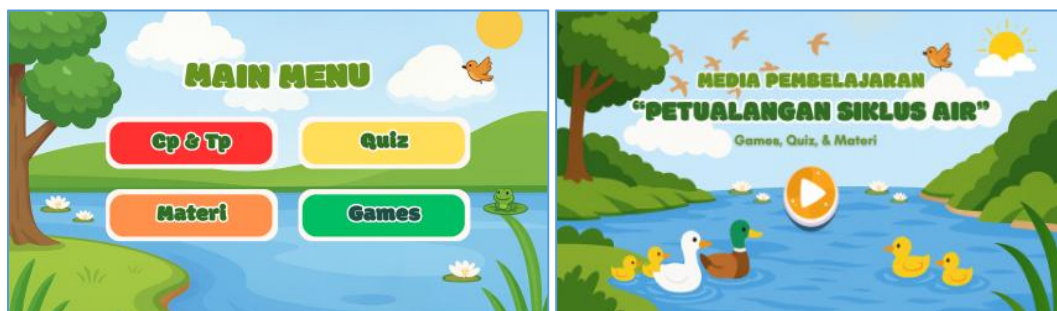 MAIN MENU
Cp & Tp
Quiz
Materi
Games
MEDIA PEMBELAJARAN
“PETUALANGAN SIKLUS AIR”
Games, Quiz, & Materi